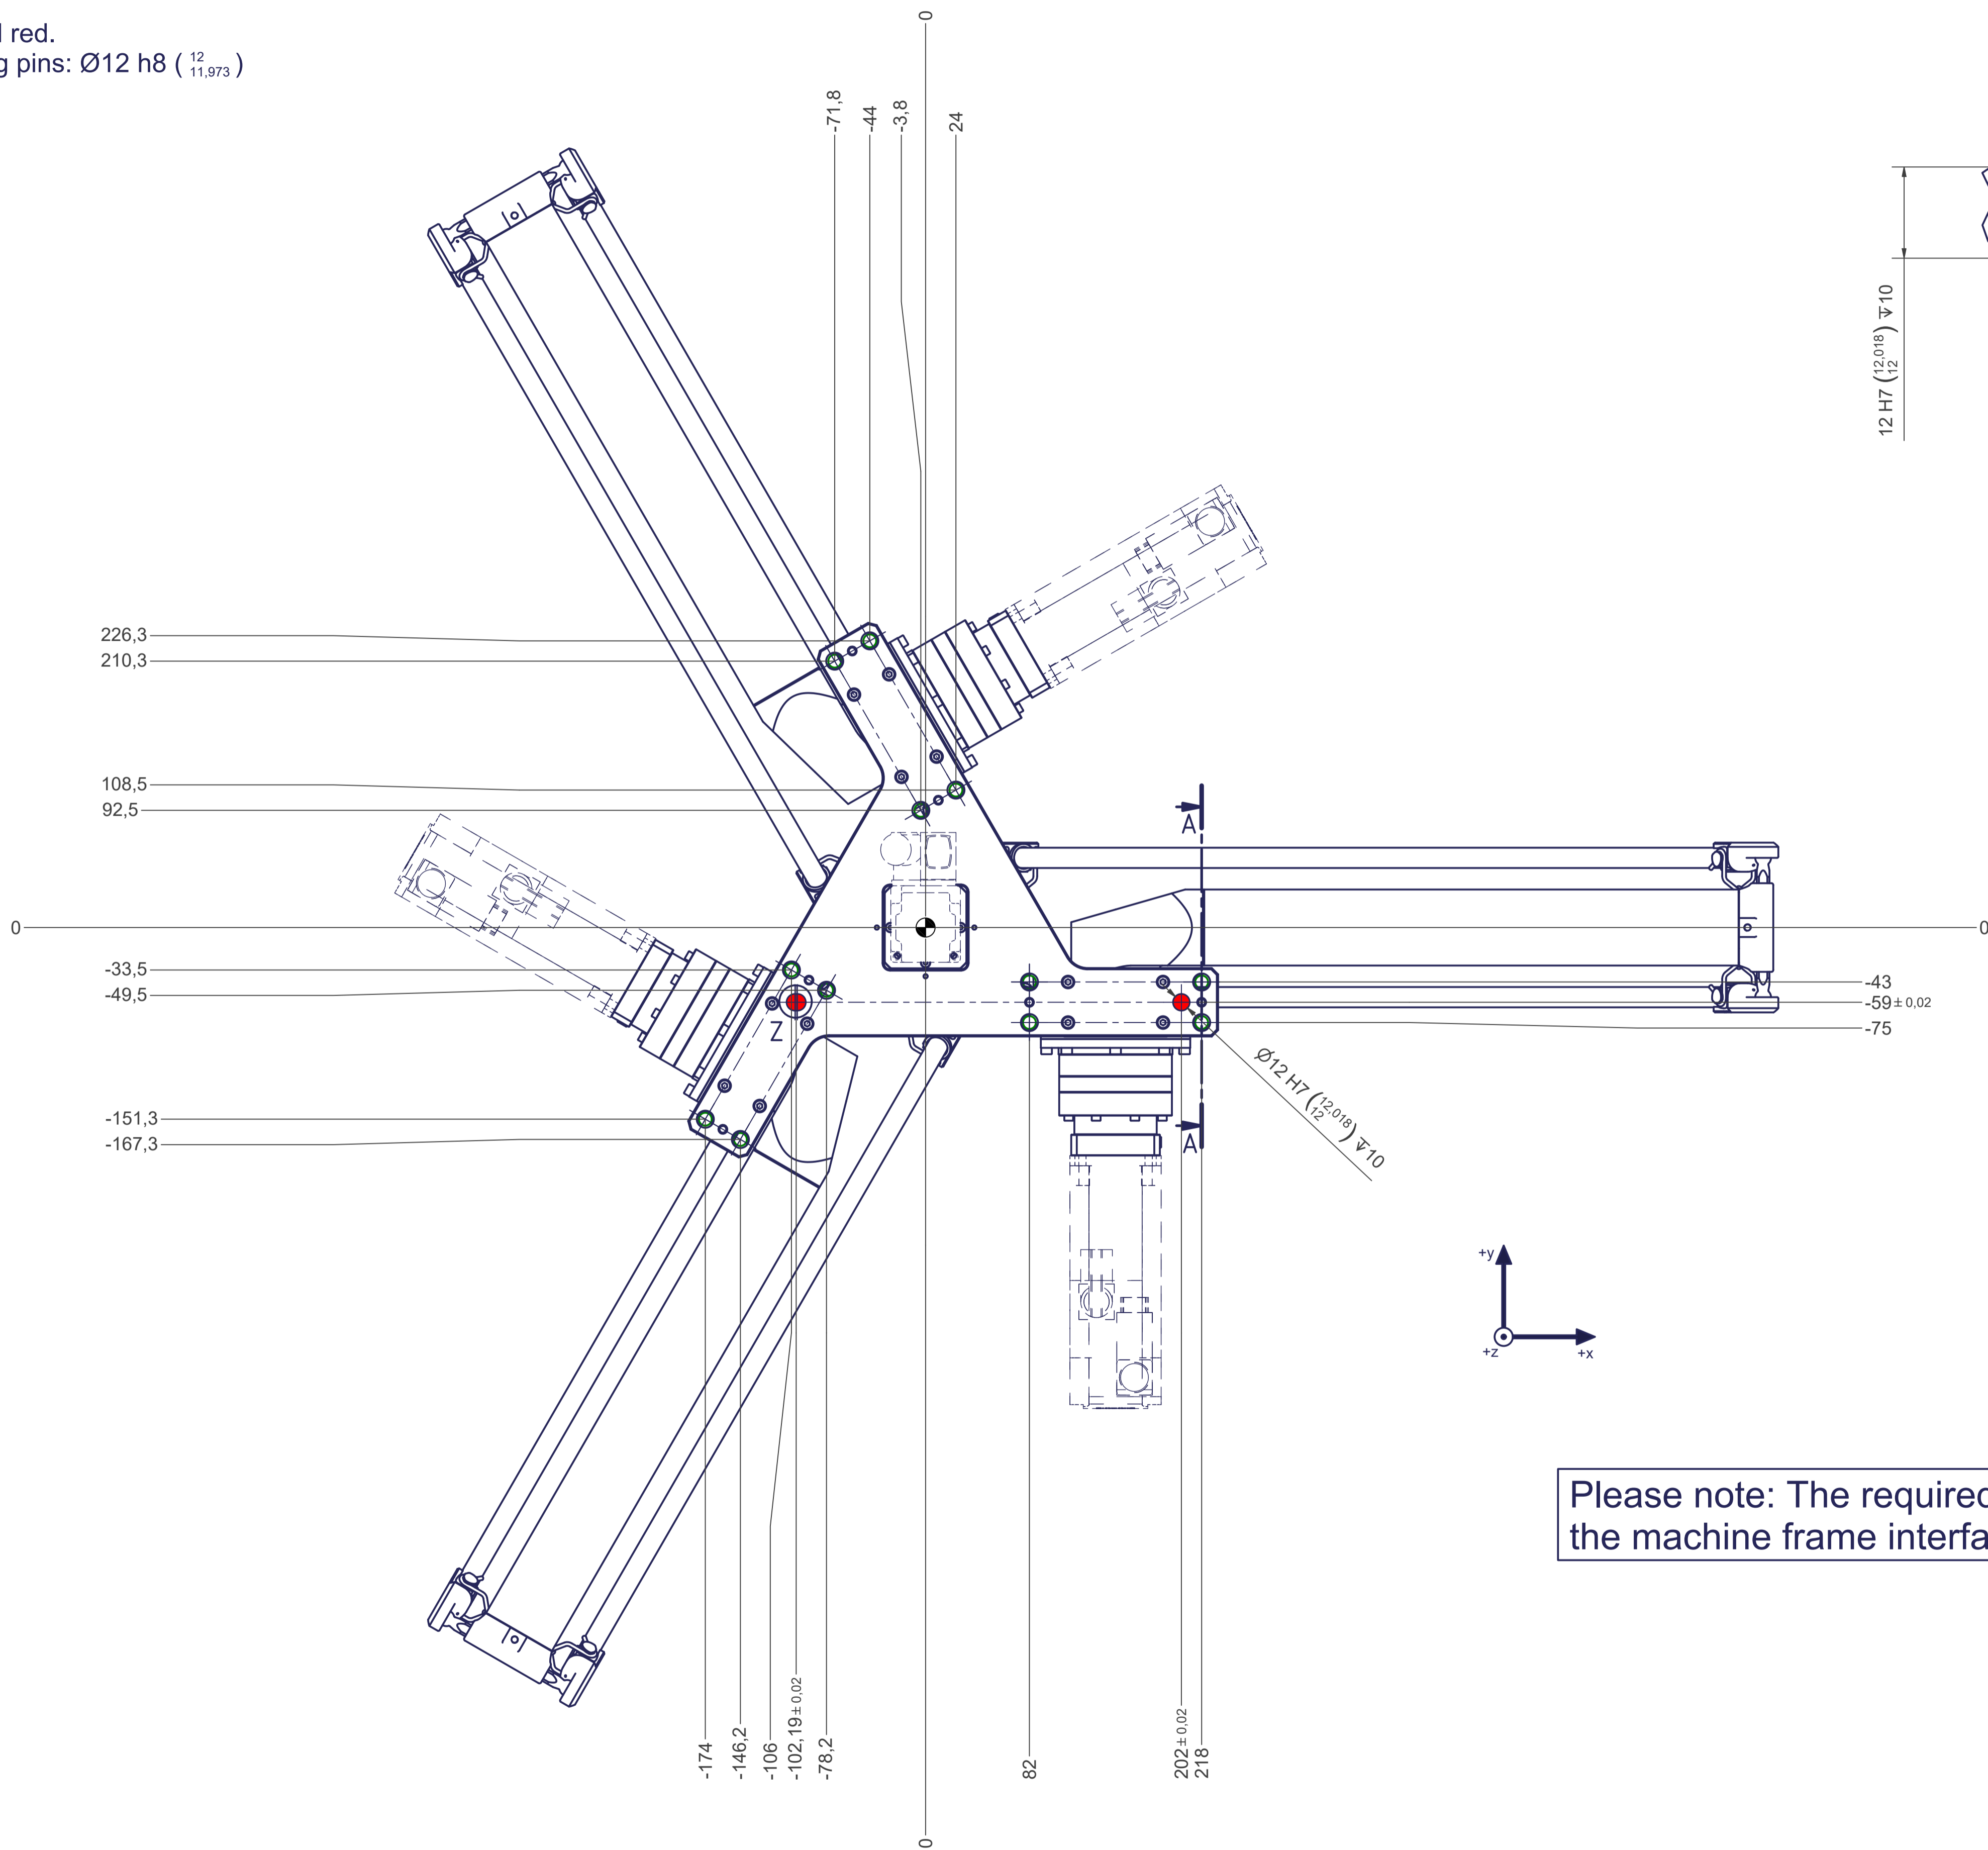 red.
pins: Ø12 h8 ( 12 11,973 )
0
-71,8
-44
-3,8
24
12 H7 (12,018 12) ↧10
226,3
210,3
108,5
92,5
A
0
0
-33,5
-49,5
Z
-43
-59±0,02
-75
Ø12 H7 (12,018 12) ↧10
-151,3
-167,3
A
+y
+z
+x
Please note: The required
the machine frame
-174
-146,2
-106
-102,19±0,02
-78,2
82
202±0,02
218
0